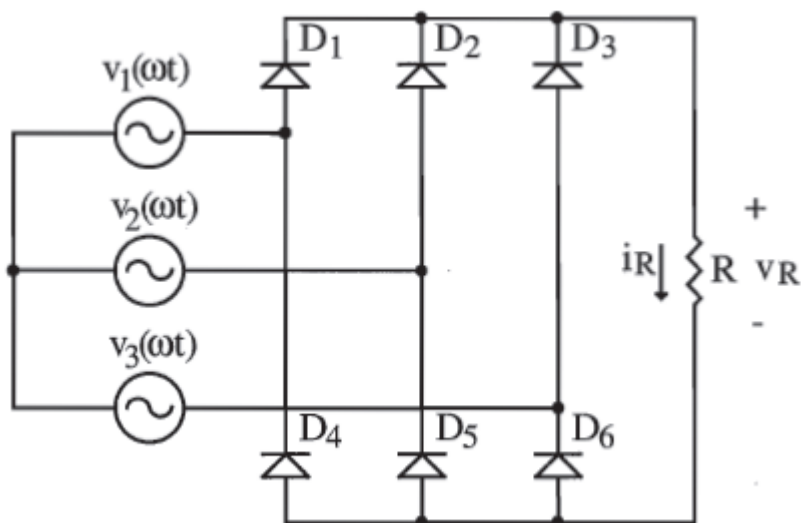 D1 D2 D3
v1(ωt)
v2(ωt)
+
iR R vR
-
v3(ωt)
D4 D5 D6